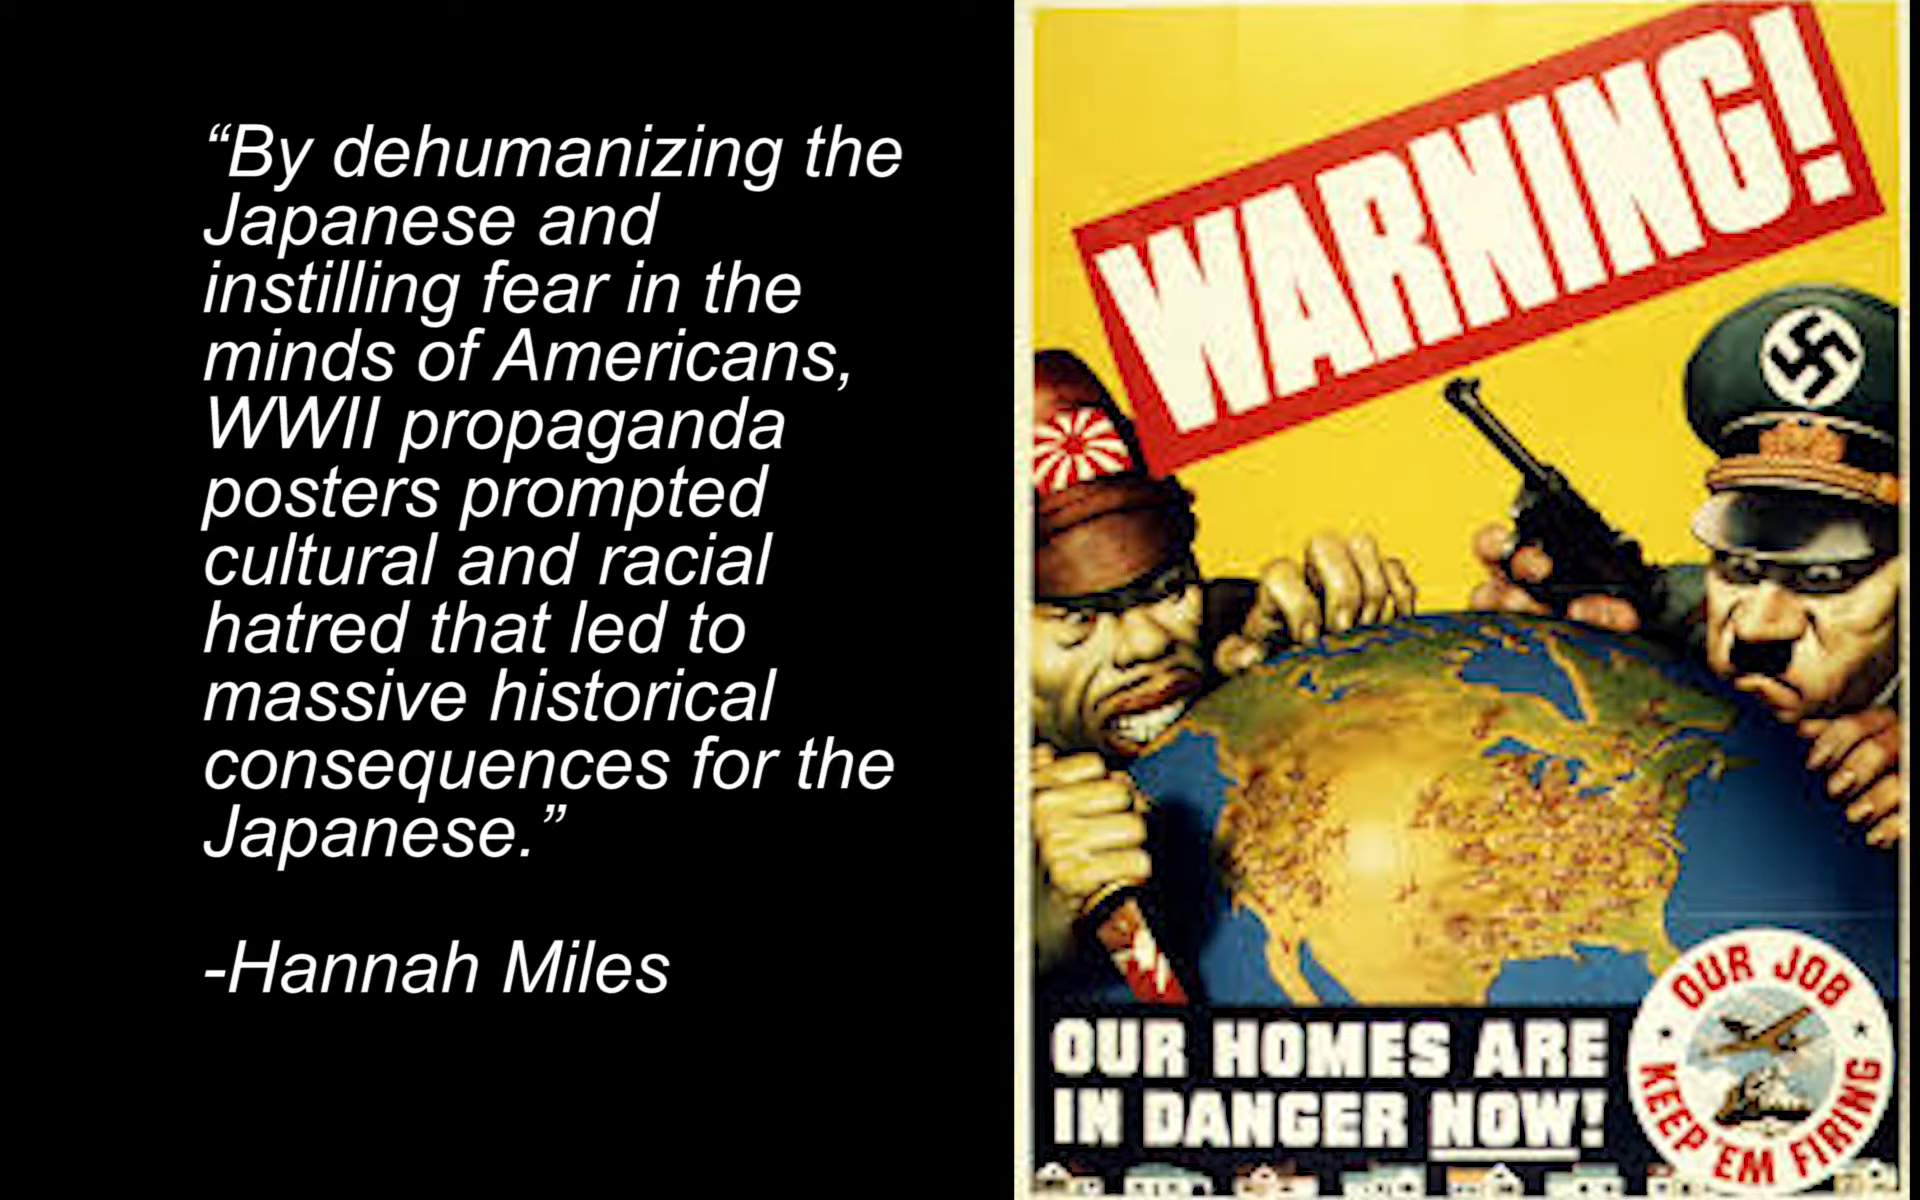 “By dehumanizing the
Japanese and
instilling fear in the
minds of Americans,
WWII propaganda
posters prompted
cultural and racial
hatred that led to
massive historical
consequences for the
Japanese.”
-Hannah Miles
WARNING!
OUR HOMES ARE
IN DANGER NOW!
OUR JOB
KEEP 'EM FIRING